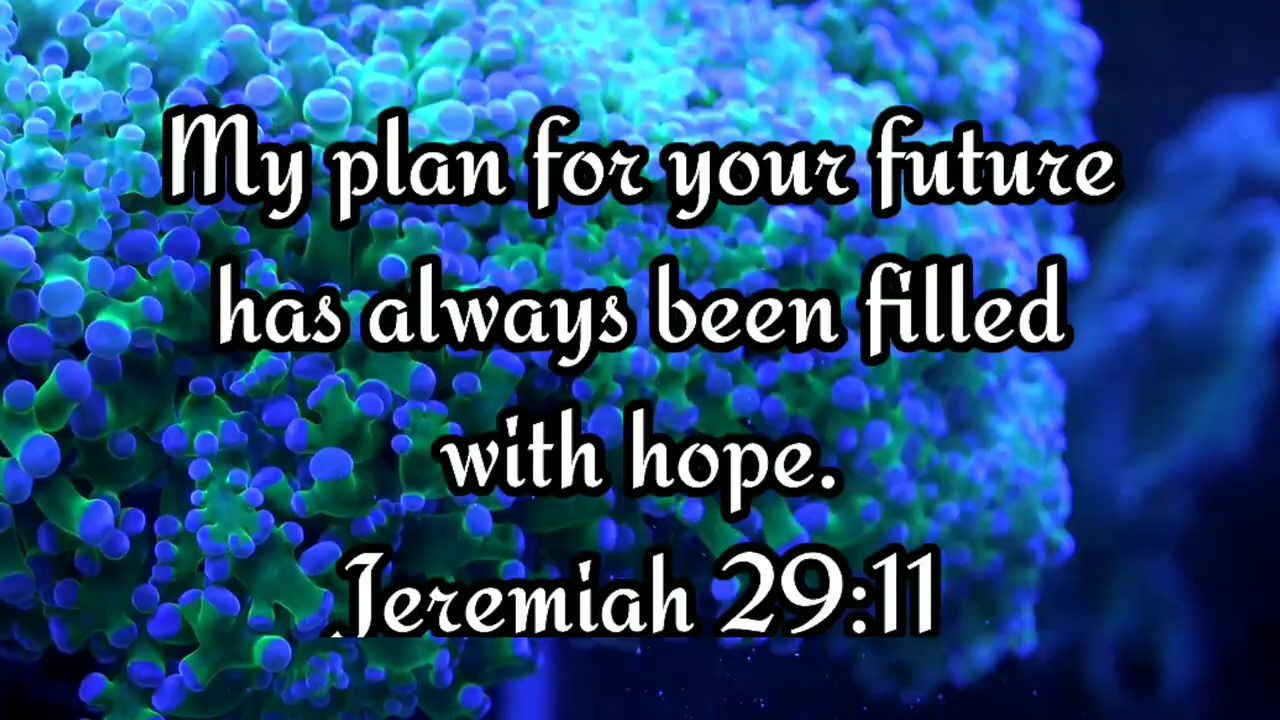 My plan for your future
has always been filled
with hope.
Jeremiah 29:11